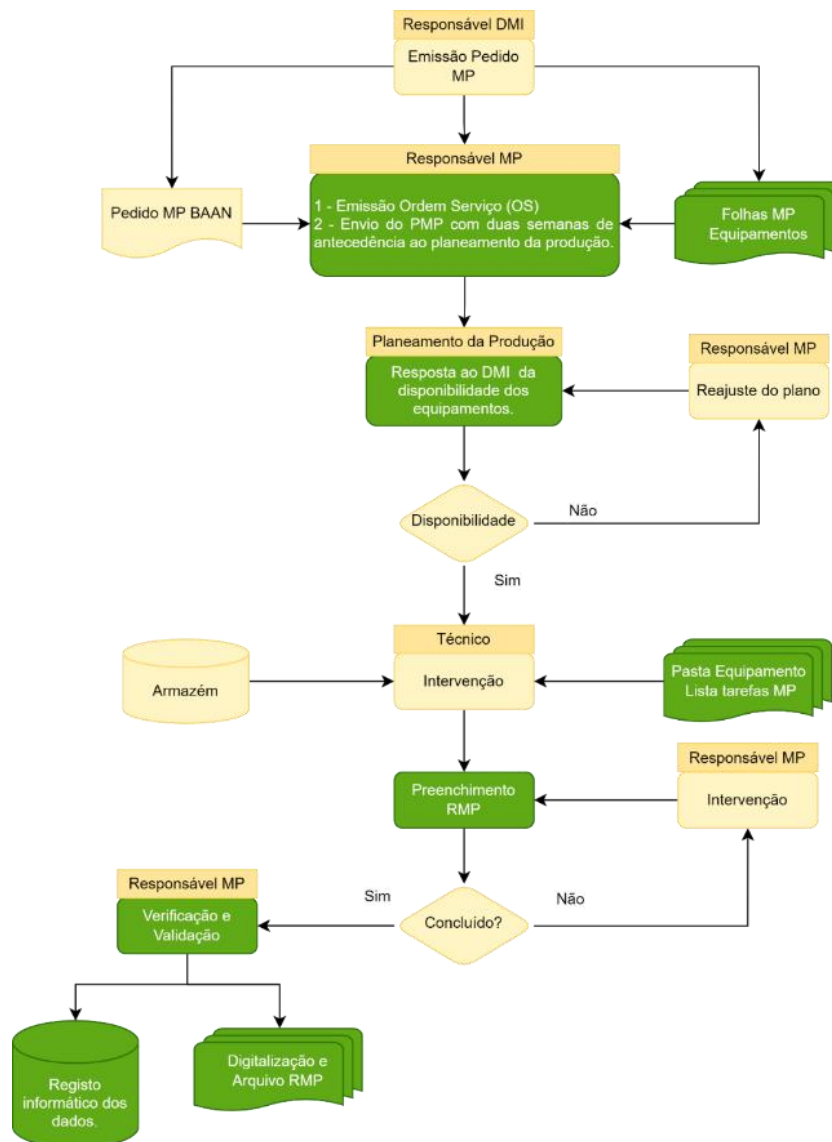 Responsável DMI
Emissão Pedido
MP
Responsável MP
Pedido MP BAAN
1 - Emissão Ordem Serviço (OS)
2 - Envio do PMP com duas semanas de
antecedência ao planeamento da produção.
Folhas MP
Equipamentos
Planeamento da Produção
Resposta ao DMI da
disponibilidade dos
equipamentos.
Responsável MP
Reajuste do plano
Disponibilidade
Não
Sim
Armazém
Técnico
Intervenção
Pasta Equipamento
Lista tarefas MP
Preenchimento
RMP
Responsável MP
Intervenção
Responsável MP
Verificação e
Validação
Sim
Concluído?
Não
Registo
informático dos
dados.
Digitalização e
Arquivo RMP